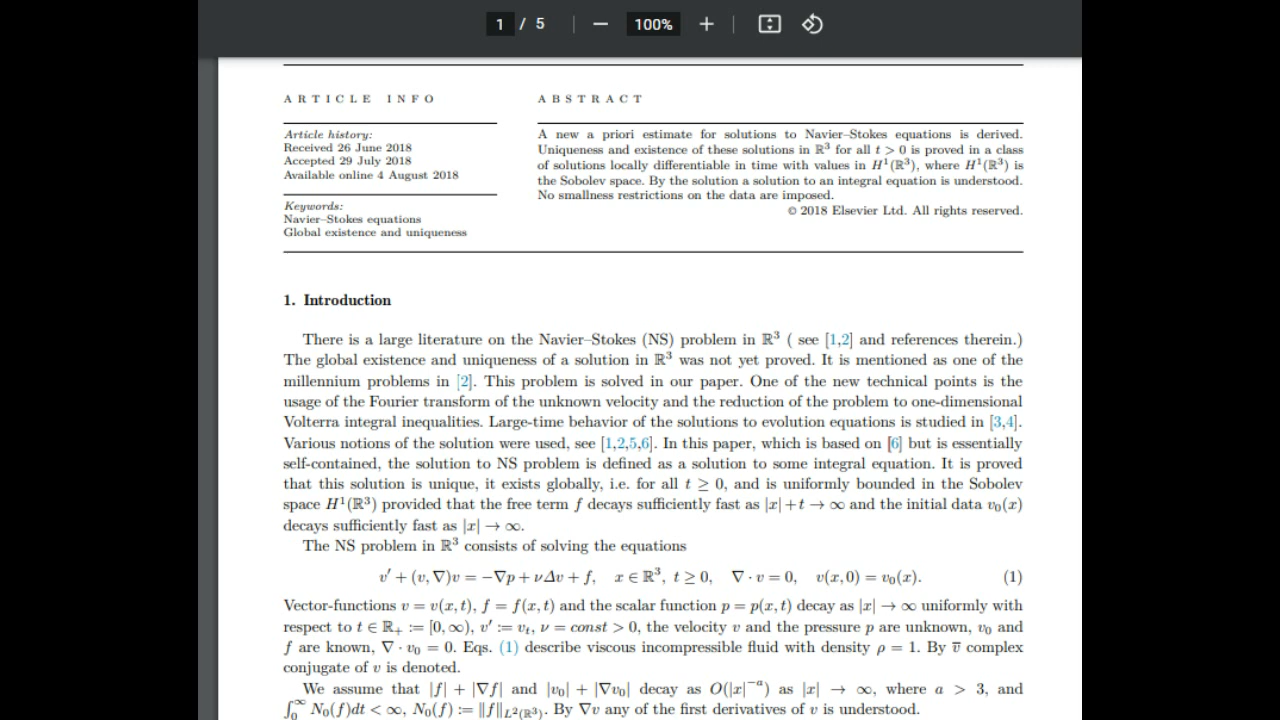 1 / 5 100%
ARTICLE INFO
Article history:
Received 26 June 2018
Accepted 29 July 2018
Available online 4 August 2018
Keywords:
Navier–Stokes equations
Global existence and uniqueness
ABSTRACT
A new a priori estimate for solutions to Navier–Stokes equations is derived.
Uniqueness and existence of these solutions in ℝ³ for all t > 0 is proved in a class
of solutions locally differentiable in time with values in H¹(ℝ³), where H¹(ℝ³) is
the Sobolev space. By the solution a solution to an integral equation is understood.
No smallness restrictions on the data are imposed.
© 2018 Elsevier Ltd. All rights reserved.
1. Introduction
There is a large literature on the Navier–Stokes (NS) problem in ℝ³ ( see [1,2] and references therein.)
The global existence and uniqueness of a solution in ℝ³ was not yet proved. It is mentioned as one of the
millennium problems in [2]. This problem is solved in our paper. One of the new technical points is the
usage of the Fourier transform of the unknown velocity and the reduction of the problem to one-dimensional
Volterra integral inequalities. Large-time behavior of the solutions to evolution equations is studied in [3,4].
Various notions of the solution were used, see [1,2,5,6]. In this paper, which is based on [6] but is essentially
self-contained, the solution to NS problem is defined as a solution to some integral equation. It is proved
that this solution is unique, it exists globally, i.e. for all t ≥ 0, and is uniformly bounded in the Sobolev
space H¹(ℝ³) provided that the free term f decays sufficiently fast as |x|+t → ∞ and the initial data v₀(x)
decays sufficiently fast as |x| → ∞.
The NS problem in ℝ³ consists of solving the equations
v′ + (v, ∇)v = −∇p + νΔv + f, x ∈ ℝ³, t ≥ 0, ∇ · v = 0, v(x, 0) = v₀(x). (1)
Vector-functions v = v(x, t), f = f(x, t) and the scalar function p = p(x, t) decay as |x| → ∞ uniformly with
respect to t ∈ ℝ₊ := [0, ∞), v′ := vₜ, ν = const > 0, the velocity v and the pressure p are unknown, v₀ and
f are known, ∇ · v₀ = 0. Eqs. (1) describe viscous incompressible fluid with density ρ = 1. By v̅ complex
conjugate of v is denoted.
We assume that |f| + |∇f| and |v₀| + |∇v₀| decay as O(|x|⁻ᵃ) as |x| → ∞, where a > 3, and
∫₀^∞ N₀(f)dt < ∞, N₀(f) := ‖f‖_{L²(ℝ³)}. By ∇v any of the first derivatives of v is understood.